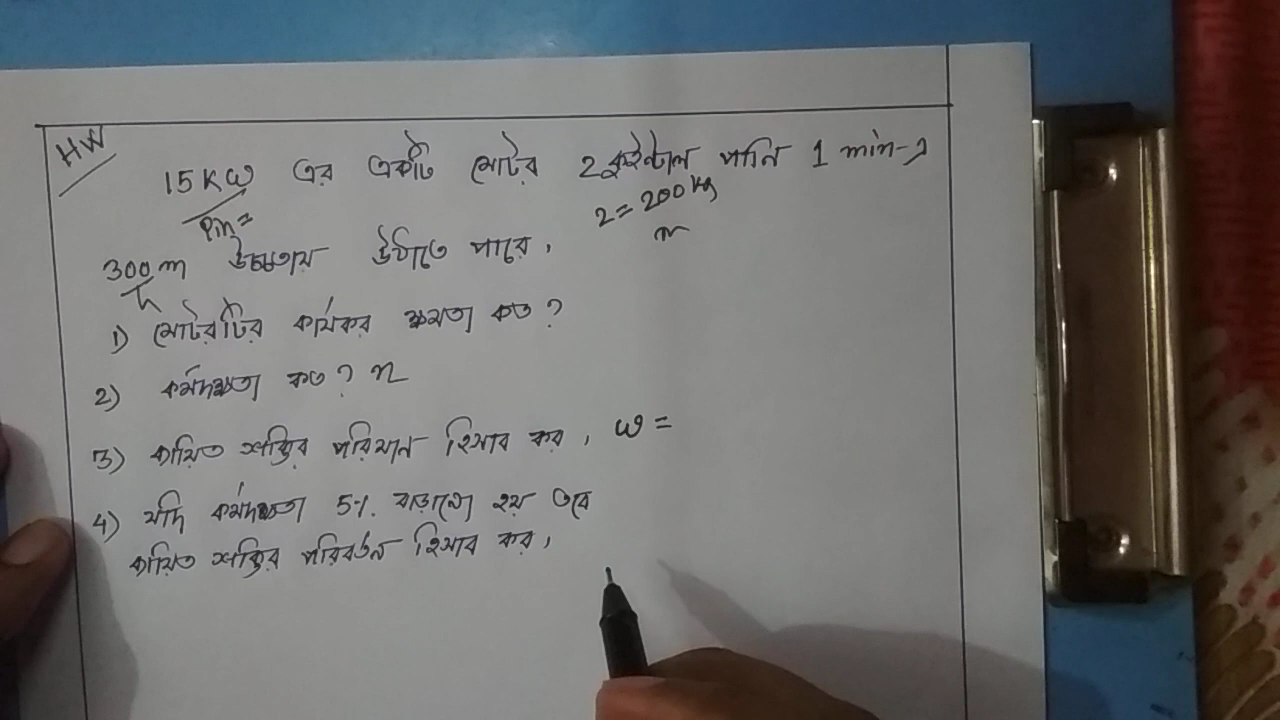 HW
15 KW এর একটি মোটর 2 কুইন্টাল পানি 1 min-এ
Pin =
2 = 200 kg
m
300 m উচ্চতায় উঠাতে পারে,
h
1) মোটরটির কার্যকর ক্ষমতা কত ?
2) কর্মদক্ষতা কত ? η
3) ব্যয়িত শক্তির পরিমান হিসাব কর, W =
4) যদি কর্মদক্ষতা 5% বাড়ানো হয় তবে
ব্যয়িত শক্তির পরিবর্তন হিসাব কর,